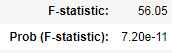 F-statistic: 56.05
Prob (F-statistic): 7.20e-11